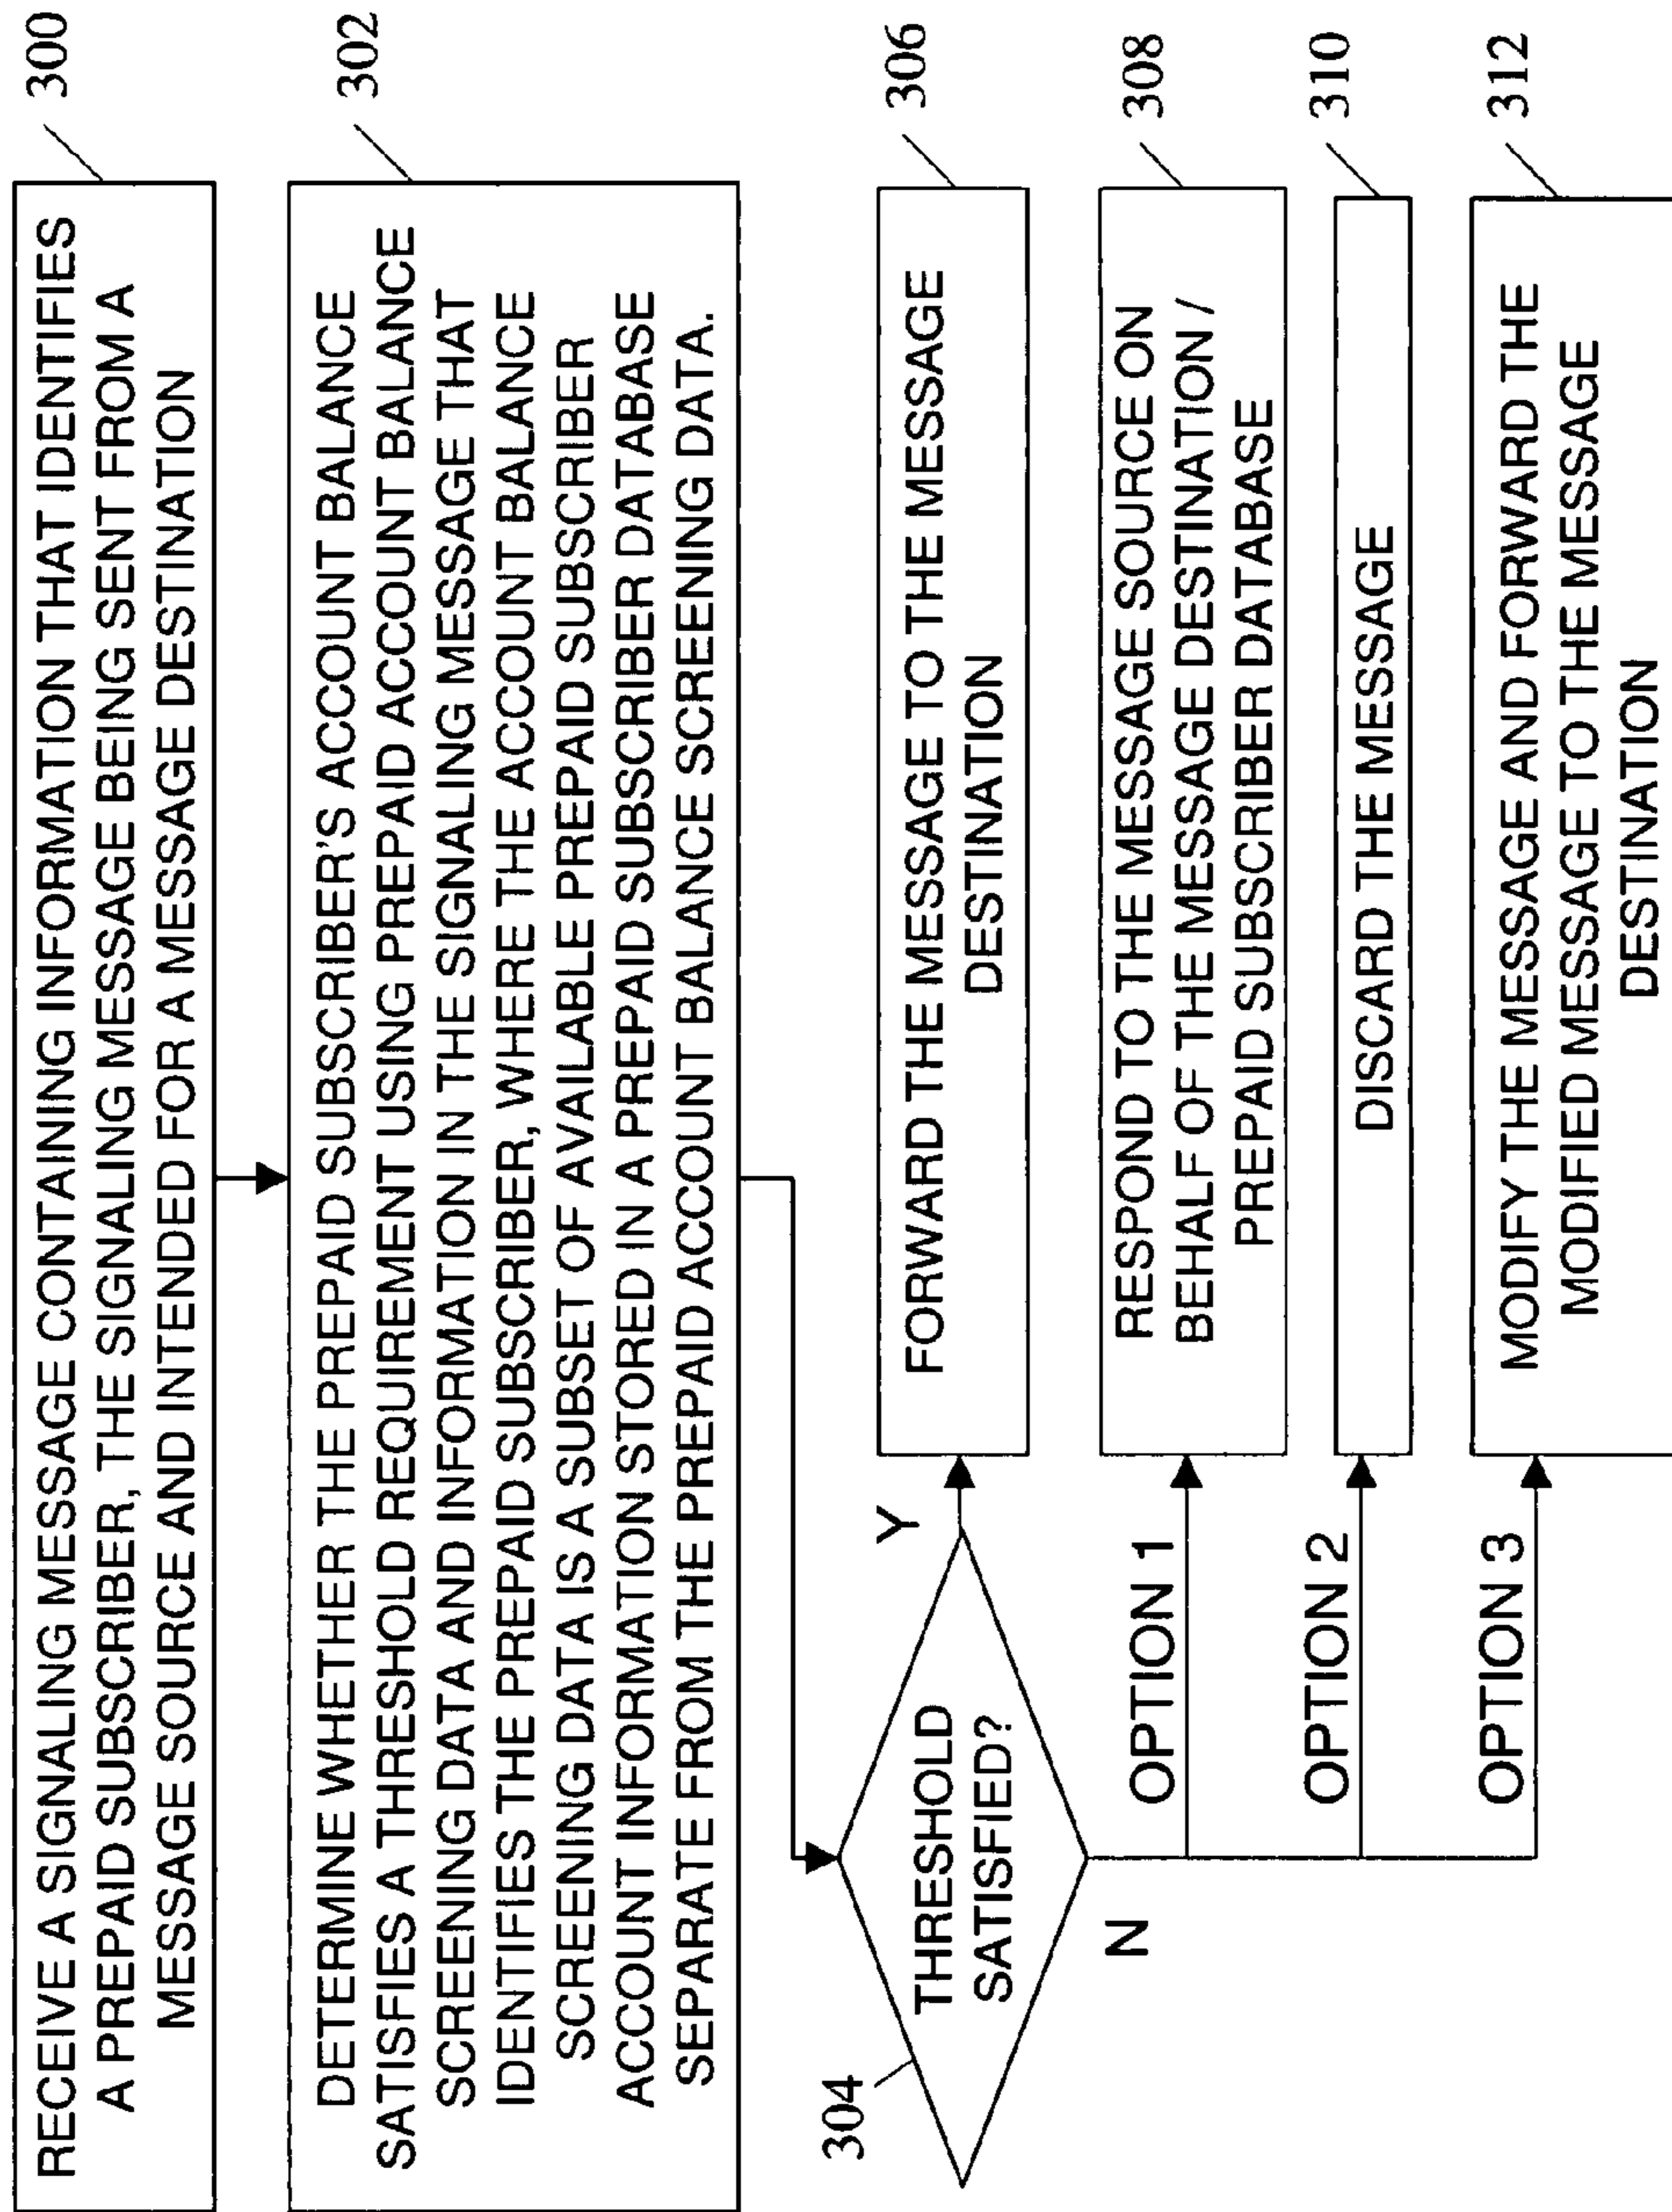 RECEIVE A SIGNALING MESSAGE CONTAINING INFORMATION THAT IDENTIFIES
A PREPAID SUBSCRIBER, THE SIGNALING MESSAGE BEING SENT FROM A
MESSAGE SOURCE AND INTENDED FOR A MESSAGE DESTINATION
300
DETERMINE WHETHER THE PREPAID SUBSCRIBER'S ACCOUNT BALANCE
SATISFIES A THRESHOLD REQUIREMENT USING PREPAID ACCOUNT BALANCE
SCREENING DATA AND INFORMATION IN THE SIGNALING MESSAGE THAT
IDENTIFIES THE PREPAID SUBSCRIBER, WHERE THE ACCOUNT BALANCE
SCREENING DATA IS A SUBSET OF AVAILABLE PREPAID SUBSCRIBER
ACCOUNT INFORMATION STORED IN A PREPAID SUBSCRIBER DATABASE
SEPARATE FROM THE PREPAID ACCOUNT BALANCE SCREENING DATA.
302
304
THRESHOLD
SATISFIED?
Y
FORWARD THE MESSAGE TO THE MESSAGE
DESTINATION
306
N
OPTION 1
RESPOND TO THE MESSAGE SOURCE ON
BEHALF OF THE MESSAGE DESTINATION /
PREPAID SUBSCRIBER DATABASE
308
OPTION 2
DISCARD THE MESSAGE
310
OPTION 3
MODIFY THE MESSAGE AND FORWARD THE
MODIFIED MESSAGE TO THE MESSAGE
DESTINATION
312